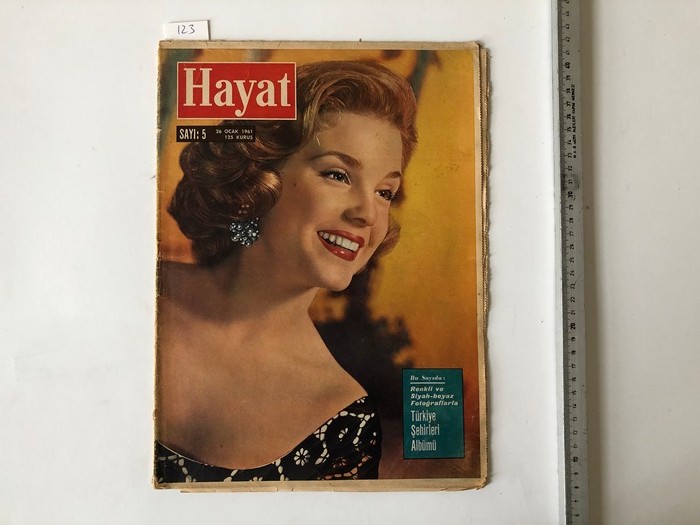 123
Hayat
SAYI: 5
26 OCAK 1961
125 KURUŞ
Bu Sayıda:
Renkli ve
Siyah-beyaz
Fotoğraflarla
Türkiye
Şehirleri
Albümü